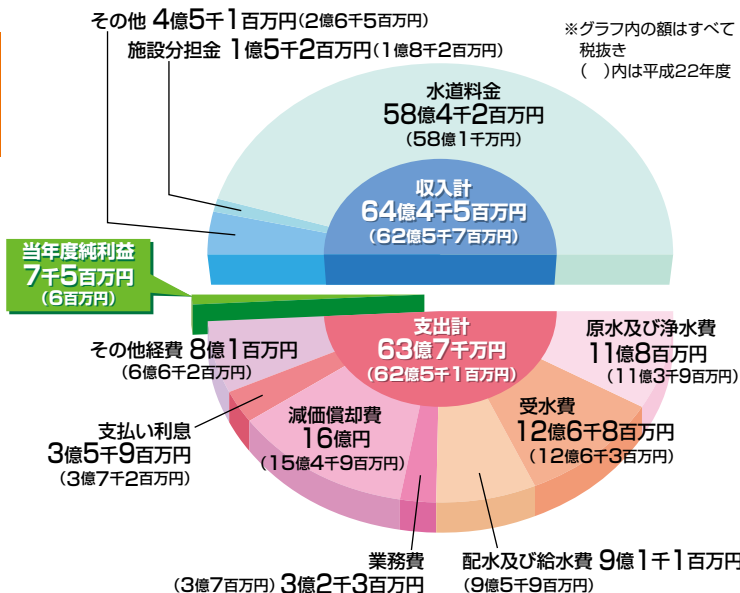 その他 4億5千1百万円(2億6千5百万円)
施設分担金 1億5千2百万円(1億8千2百万円)
※グラフ内の額はすべて
税抜き
(　)内は平成22年度
水道料金
58億4千2百万円
(58億1千万円)
収入計
64億4千5百万円
(62億5千7百万円)
当年度純利益
7千5百万円
(6百万円)
支出計
63億7千万円
(62億5千1百万円)
原水及び浄水費
11億8百万円
(11億3千9百万円)
その他経費 8億1百万円
(6億6千2百万円)
受水費
12億6千8百万円
(12億6千3百万円)
減価償却費
16億円
(15億4千9百万円)
支払い利息
3億5千9百万円
(3億7千2百万円)
業務費
(3億7百万円) 3億2千3百万円
配水及び給水費 9億1千1百万円
(9億5千9百万円)